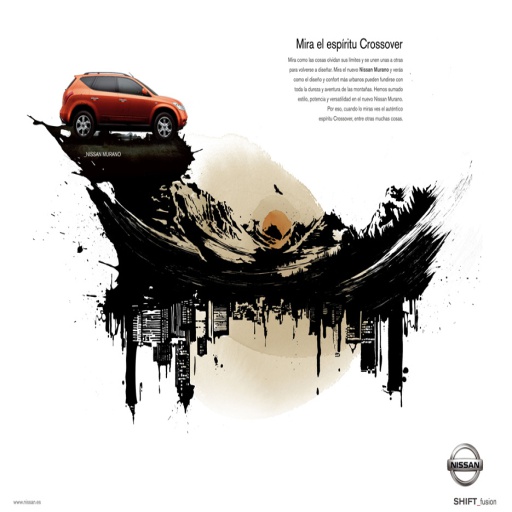 Mira el espíritu Crossover
Mira como las cosas olvidan sus límites y se unen unas a otras
para volverse a diseñar. Mira el nuevo Nissan Murano y verás
como el diseño y confort más urbanos pueden fundirse con
toda la dureza y aventura de las montañas. Hemos sumado
estilo, potencia y versatilidad en el nuevo Nissan Murano.
Por eso, cuando lo miras ves el auténtico
espíritu Crossover, entre otras muchas cosas.
_NISSAN MURANO
NISSAN
www.nissan.es
SHIFT_fusion